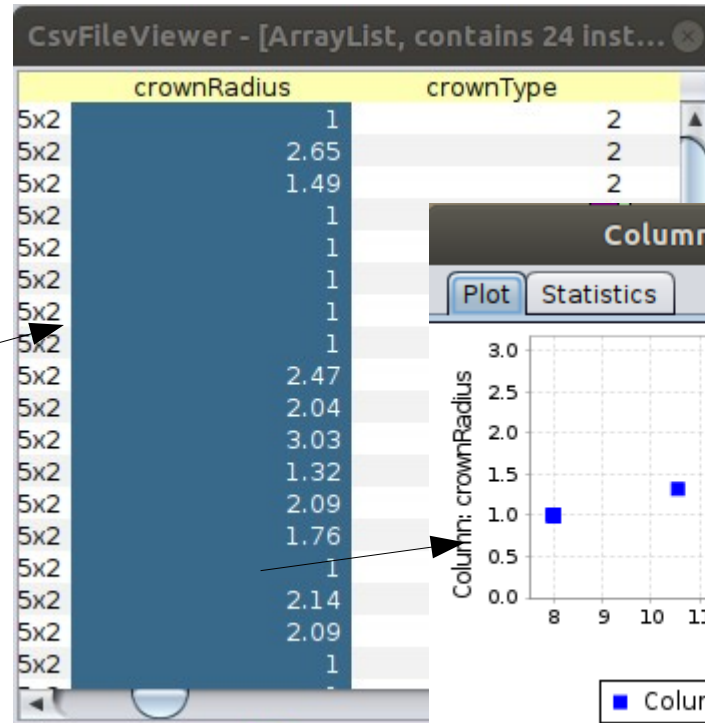 CsvFileViewer - [ArrayList, contains 24 inst...
crownRadius crownType
5x2 1 2
5x2 2.65 2
5x2 1.49 2
5x2 1
5x2 1
5x2 1
5x2 1
5x2 1
5x2 2.47
5x2 2.04
5x2 3.03
5x2 1.32
5x2 2.09
5x2 1.76
5x2 1
5x2 2.14
5x2 2.09
5x2 1
Column
Plot Statistics
Column: crownRadius
3.0
2.5
2.0
1.5
1.0
0.5
0.0
8 9 10 11
Colum